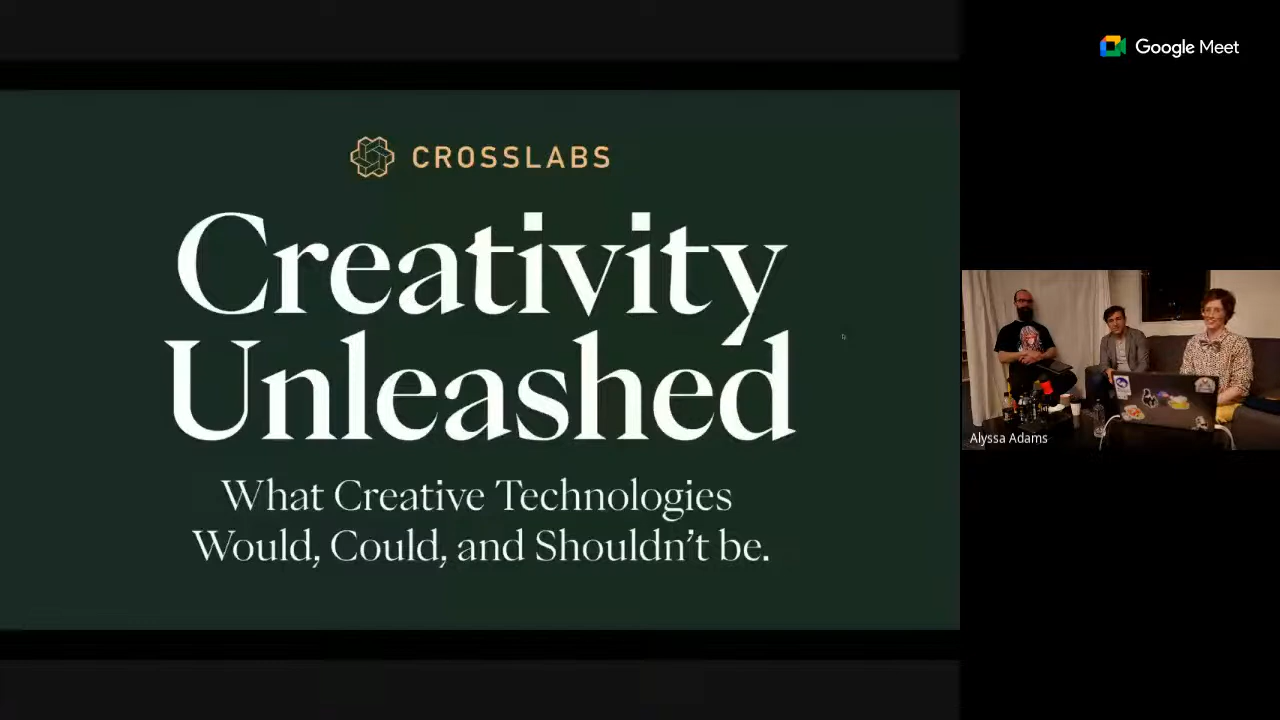 Google Meet
CROSSLABS
Creativity
Unleashed
What Creative Technologies
Would, Could, and Shouldn't be.
Alyssa Adams